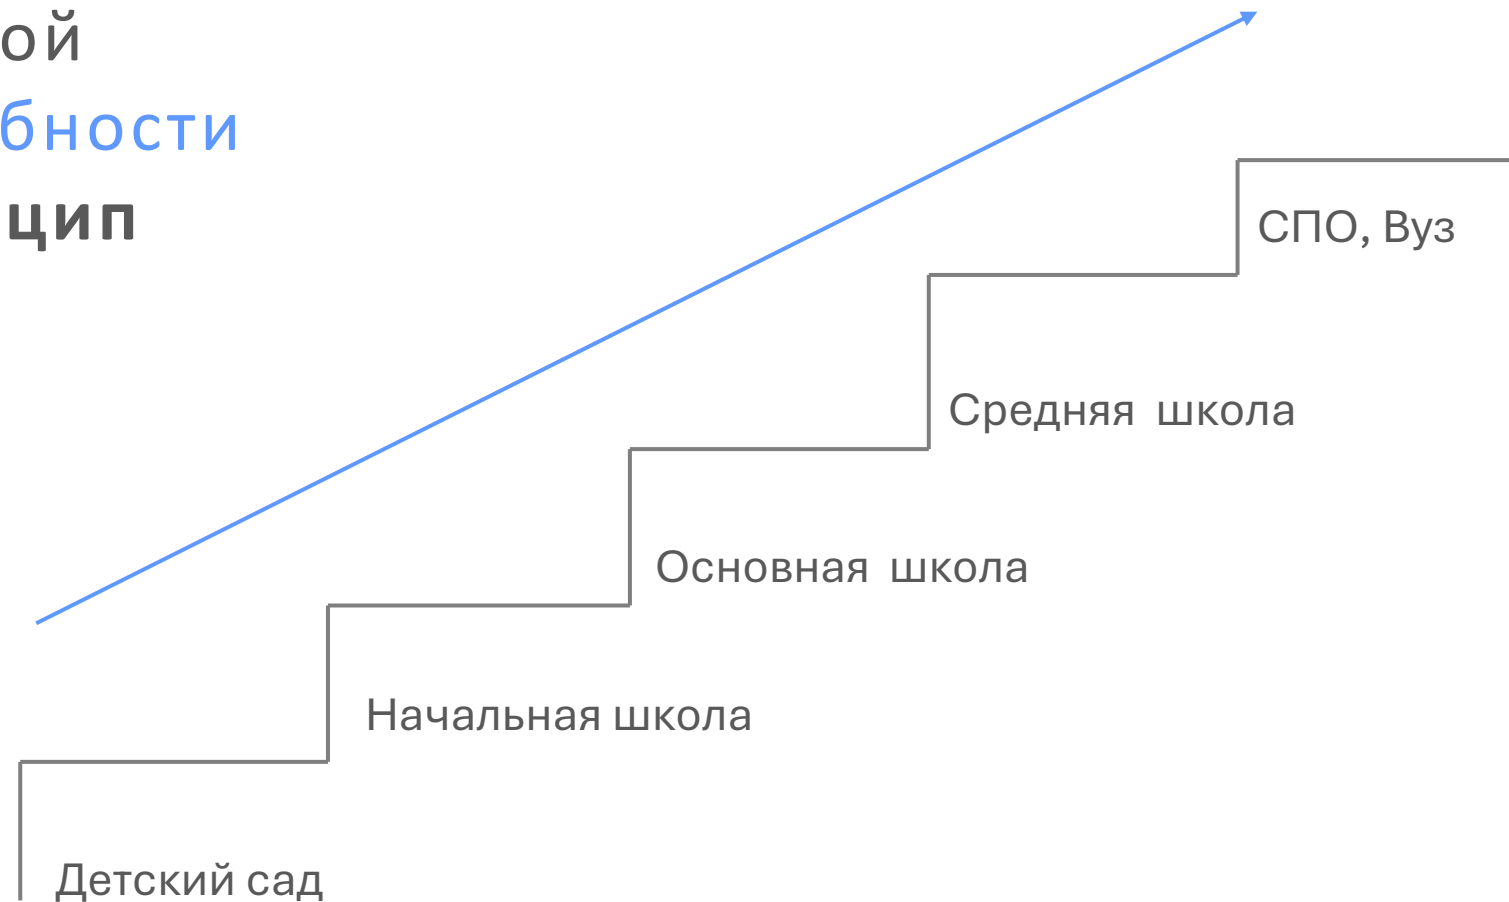 ой
бности
цип
СПО, Вуз
Средняя школа
Основная школа
Начальная школа
Детский сад